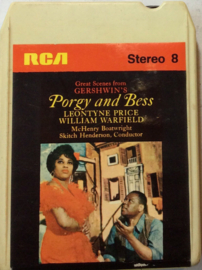 RCA Stereo 8
Great Scenes from
GERSHWIN'S
Porgy and Bess
LEONTYNE PRICE
WILLIAM WARFIELD
McHenry Boatwright
Skitch Henderson, Conductor